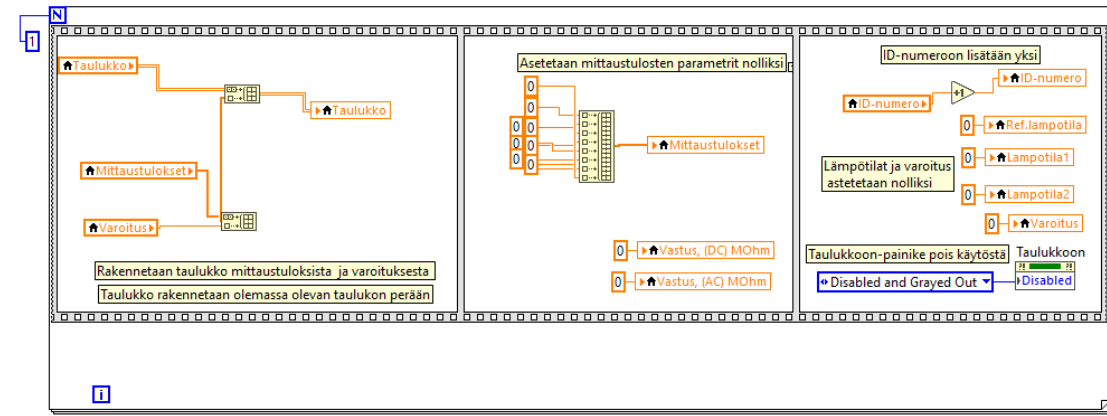 N
1
Taulukko
Taulukko
Mittaustulokset
Varoitus
Rakennetaan taulukko mittaustuloksista ja varoituksesta
Taulukko rakennetaan olemassa olevan taulukon perään
Asetetaan mittaustulosten parametrit nolliksi
0
0
0 0
0 0
0 0
Mittaustulokset
0 Vastus, (DC) MOhm
0 Vastus, (AC) MOhm
ID-numeroon lisätään yksi
ID-numero
+1
ID-numero
0 Ref.lampotila
Lämpötilat ja varoitus
astetetaan nolliksi
0 Lampotila1
0 Lampotila2
0 Varoitus
Taulukkoon-painike pois käytöstä
Taulukkoon
Disabled and Grayed Out
?! ?!
Disabled
i